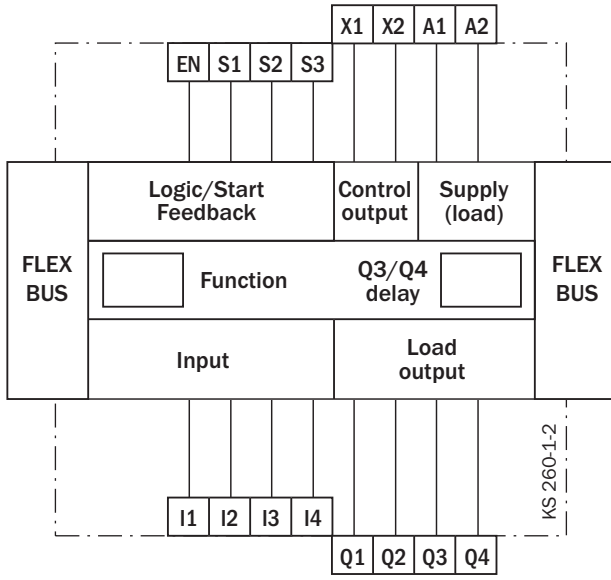 X1 X2 A1 A2
EN S1 S2 S3
Logic/Start
Feedback
Control
output
Supply
(load)
FLEX
BUS
Function
Q3/Q4
delay
FLEX
BUS
Input
Load
output
KS 260-1-2
I1 I2 I3 I4
Q1 Q2 Q3 Q4